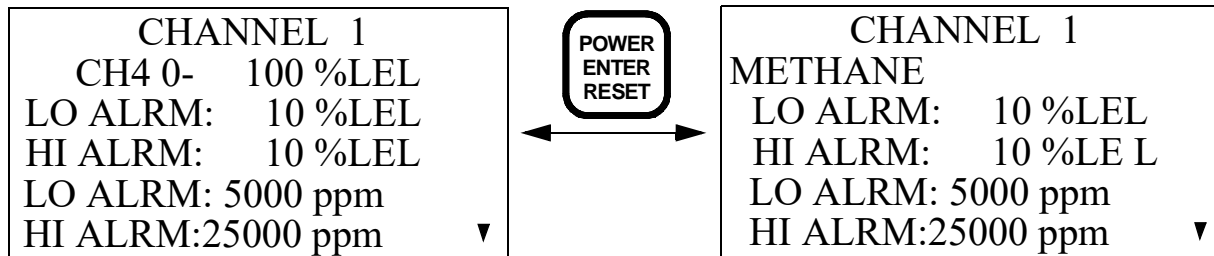 CHANNEL 1
CH4 0- 100 %LEL
LO ALRM: 10 %LEL
HI ALRM: 10 %LEL
LO ALRM: 5000 ppm
HI ALRM:25000 ppm
POWER
ENTER
RESET
CHANNEL 1
METHANE
LO ALRM: 10 %LEL
HI ALRM: 10 %LE L
LO ALRM: 5000 ppm
HI ALRM:25000 ppm